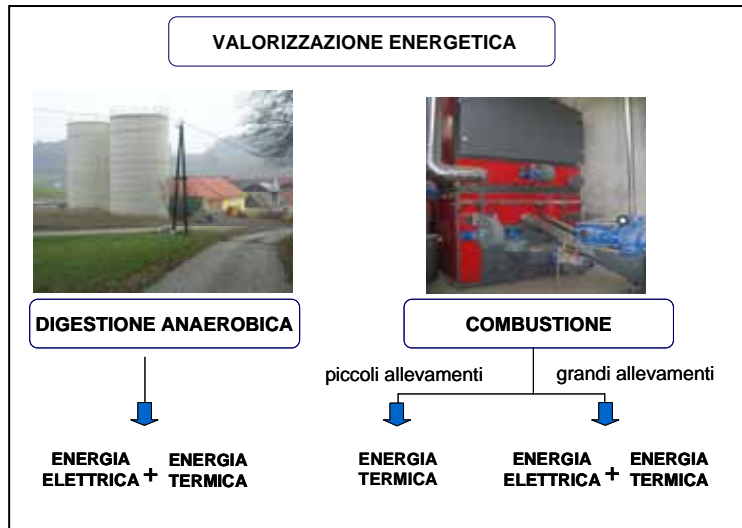 VALORIZZAZIONE ENERGETICA
DIGESTIONE ANAEROBICA
COMBUSTIONE
piccoli allevamenti
grandi allevamenti
ENERGIA
ELETTRICA
+
ENERGIA
TERMICA
ENERGIA
TERMICA
ENERGIA
ELETTRICA
+
ENERGIA
TERMICA